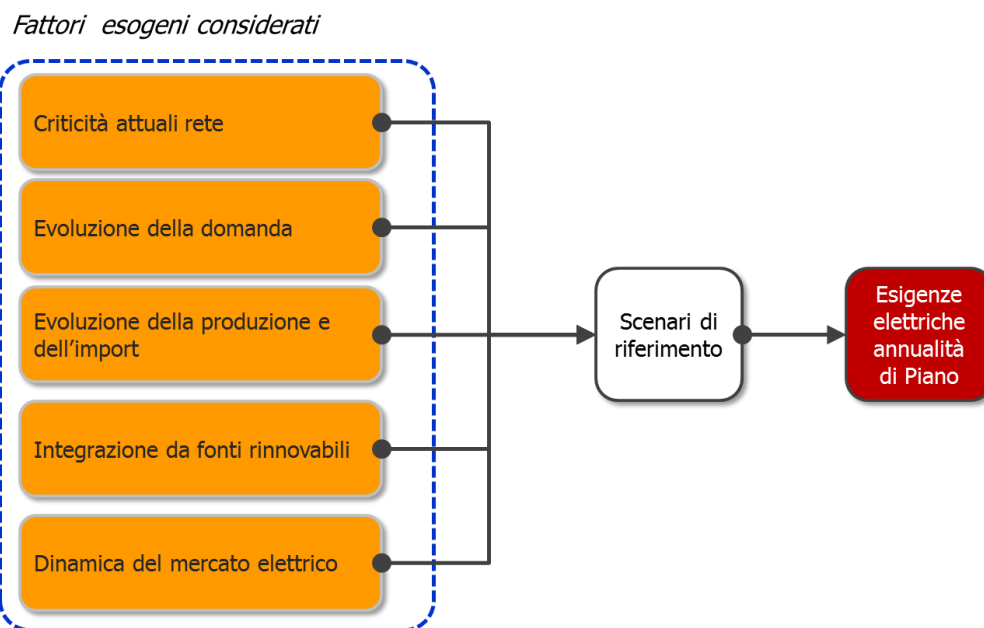 Fattori esogeni considerati
Criticità attuali rete
Evoluzione della domanda
Evoluzione della produzione e
dell'import
Integrazione da fonti rinnovabili
Dinamica del mercato elettrico
Scenari di
riferimento
Esigenze
elettriche
annualità
di Piano